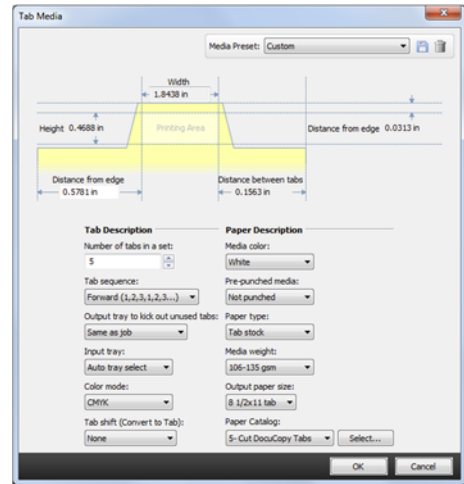 Tab Media
Media Preset: Custom
Width
1.8438 in
Height 0.4688 in
Printing Area
Distance from edge 0.0313 in
Distance from edge
0.5781 in
Distance between tabs
0.1563 in
Tab Description
Paper Description
Number of tabs in a set:
5
Media color:
White
Tab sequence:
Forward (1,2,3,1,2,3...)
Pre-punched media:
Not punched
Output tray to kick out unused tabs:
Same as job
Paper type:
Tab stock
Input tray:
Auto tray select
Media weight:
106-135 gsm
Color mode:
CMYK
Output paper size:
8 1/2x11 tab
Tab shift (Convert to Tab):
None
Paper Catalog:
5- Cut DocuCopy Tabs
Select...
OK
Cancel